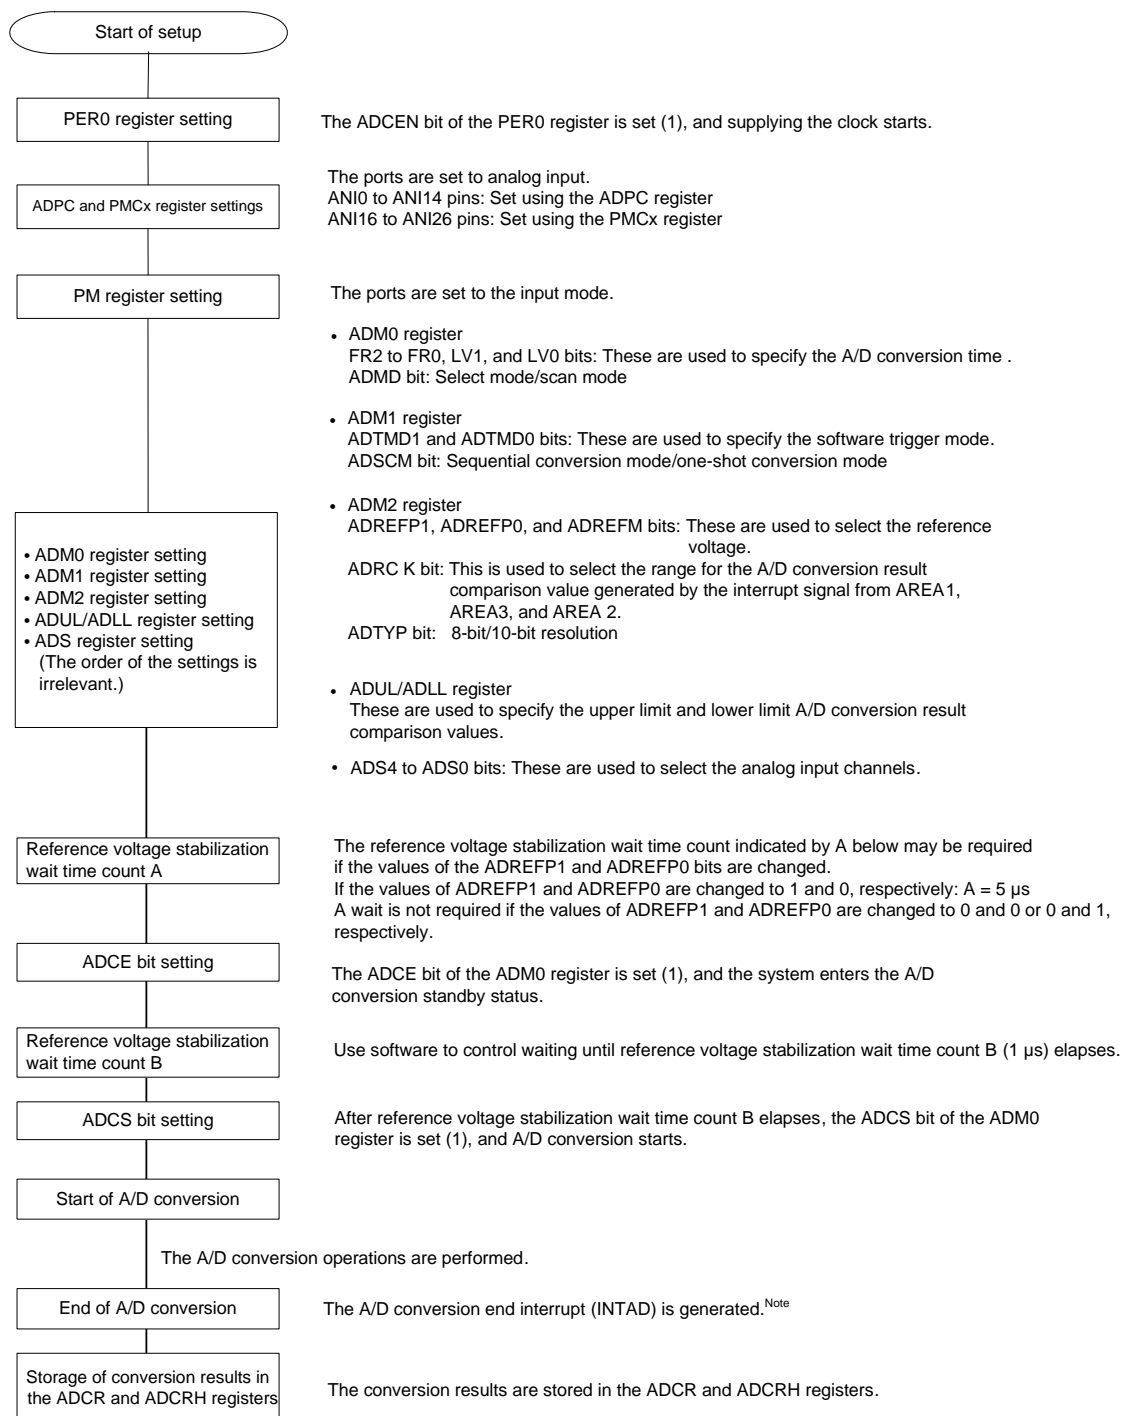 Start of setup
PER0 register setting
The ADCEN bit of the PER0 register is set (1), and supplying the clock starts.
ADPC and PMCx register settings
The ports are set to analog input.
ANI0 to ANI14 pins: Set using the ADPC register
ANI16 to ANI26 pins: Set using the PMCx register
PM register setting
The ports are set to the input mode.
• ADM0 register setting
• ADM1 register setting
• ADM2 register setting
• ADUL/ADLL register setting
• ADS register setting
(The order of the settings is
irrelevant.)
• ADM0 register
FR2 to FR0, LV1, and LV0 bits: These are used to specify the A/D conversion time .
ADMD bit: Select mode/scan mode
• ADM1 register
ADTMD1 and ADTMD0 bits: These are used to specify the software trigger mode.
ADSCM bit: Sequential conversion mode/one-shot conversion mode
• ADM2 register
ADREFP1, ADREFP0, and ADREFM bits: These are used to select the reference
voltage.
ADRC K bit: This is used to select the range for the A/D conversion result
comparison value generated by the interrupt signal from AREA1,
AREA3, and AREA 2.
ADTYP bit: 8-bit/10-bit resolution
• ADUL/ADLL register
These are used to specify the upper limit and lower limit A/D conversion result
comparison values.
• ADS4 to ADS0 bits: These are used to select the analog input channels.
Reference voltage stabilization
wait time count A
The reference voltage stabilization wait time count indicated by A below may be required
if the values of the ADREFP1 and ADREFP0 bits are changed.
If the values of ADREFP1 and ADREFP0 are changed to 1 and 0, respectively: A = 5 µs
A wait is not required if the values of ADREFP1 and ADREFP0 are changed to 0 and 0 or 0 and 1,
respectively.
ADCE bit setting
The ADCE bit of the ADM0 register is set (1), and the system enters the A/D
conversion standby status.
Reference voltage stabilization
wait time count B
Use software to control waiting until reference voltage stabilization wait time count B (1 µs) elapses.
ADCS bit setting
After reference voltage stabilization wait time count B elapses, the ADCS bit of the ADM0
register is set (1), and A/D conversion starts.
Start of A/D conversion
The A/D conversion operations are performed.
End of A/D conversion
The A/D conversion end interrupt (INTAD) is generated.Note
Storage of conversion results in
the ADCR and ADCRH registers
The conversion results are stored in the ADCR and ADCRH registers.